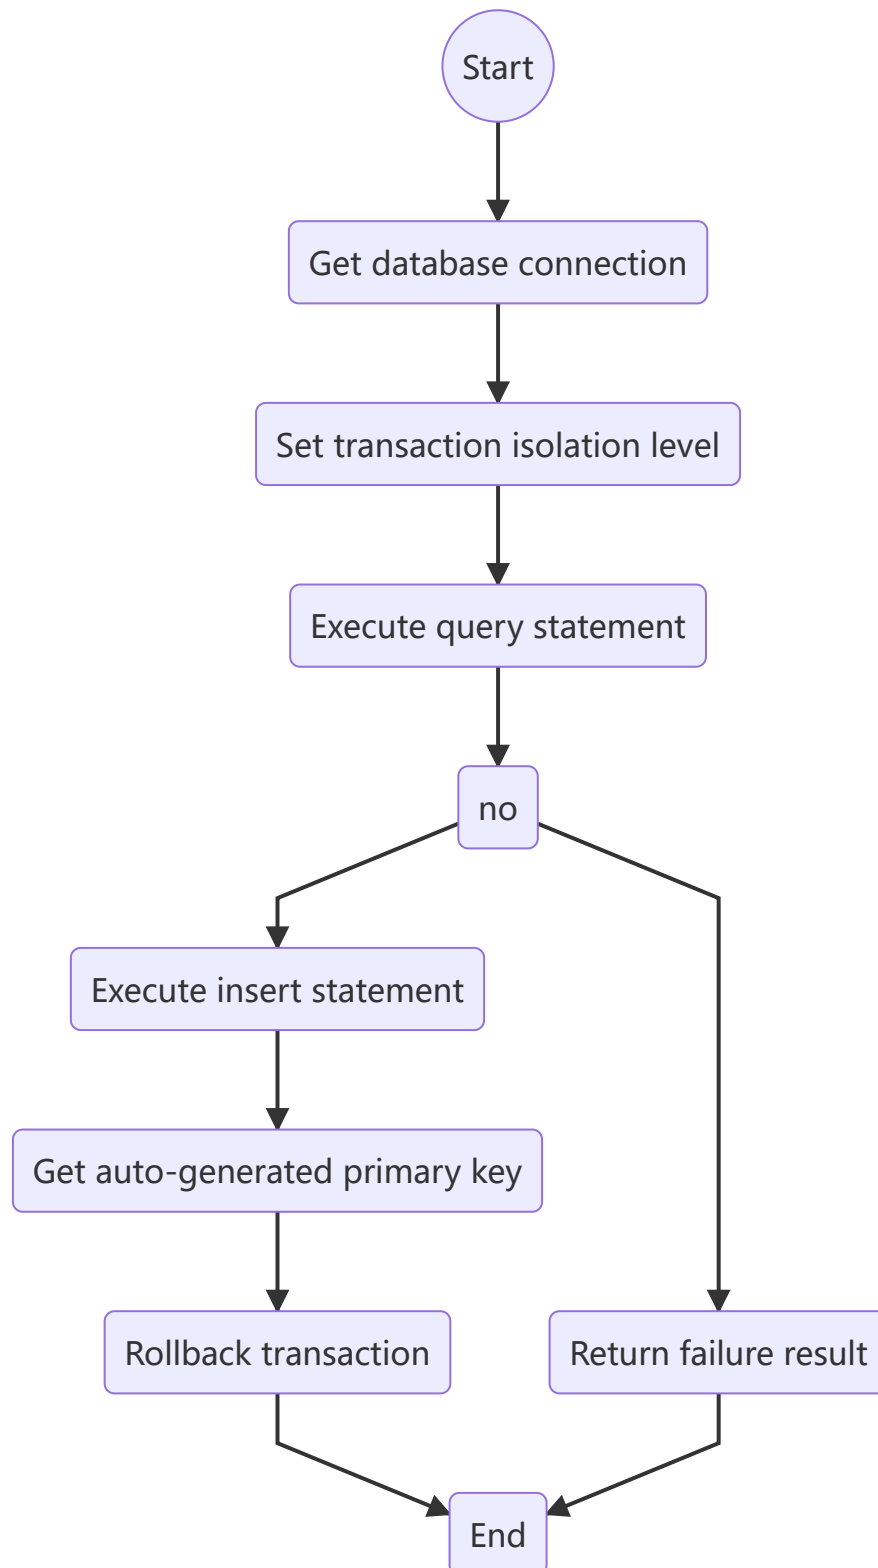 Start
Get database connection
Set transaction isolation level
Execute query statement
no
Execute insert statement
Get auto-generated primary key
Rollback transaction
Return failure result
End